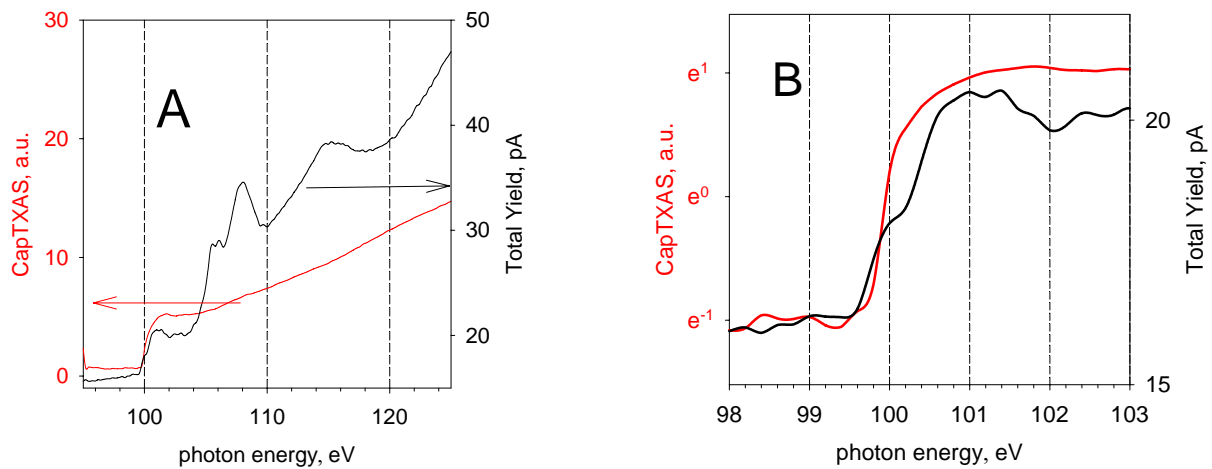 A
30
20
10
0
CapTXAS, a.u.
50
40
30
20
Total Yield, pA
100 110 120
photon energy, eV
B
e¹
e⁰
e⁻¹
CapTXAS, a.u.
20
15
Total Yield, pA
98 99 100 101 102 103
photon energy, eV